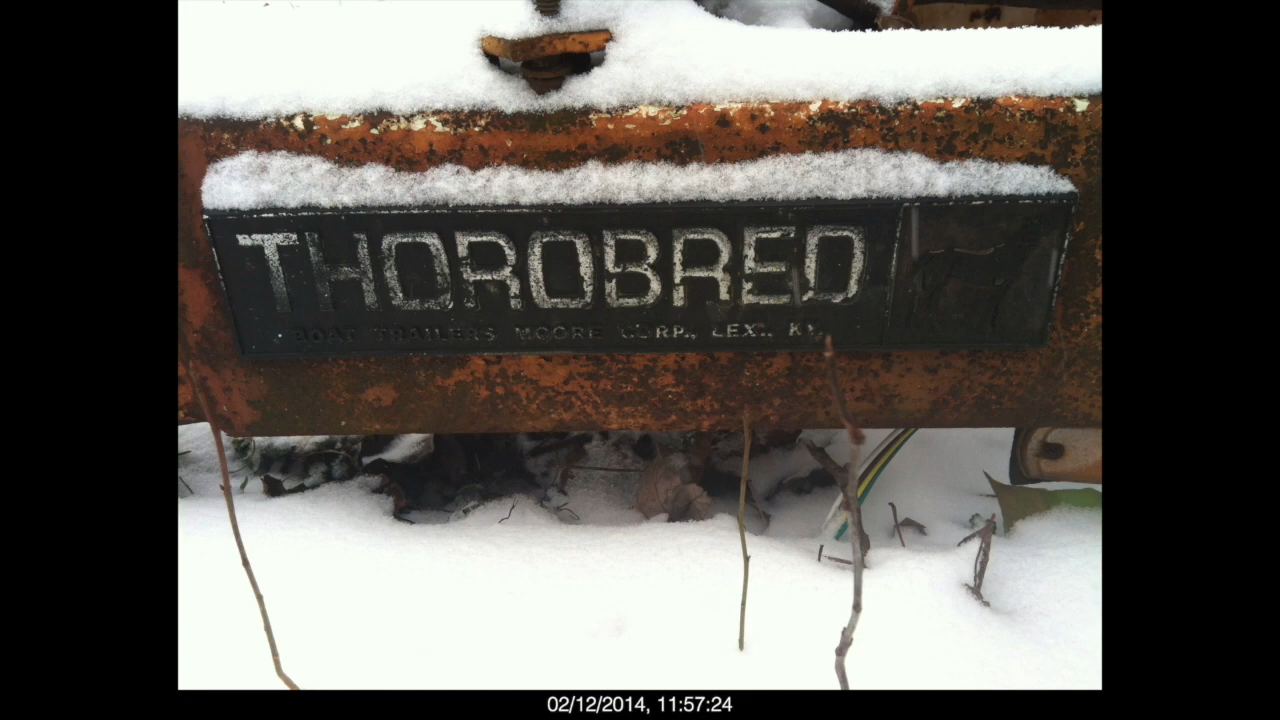 THOROBRED
BOAT TRAILERS MOORE CORP., LEX., KY.
02/12/2014, 11:57:24